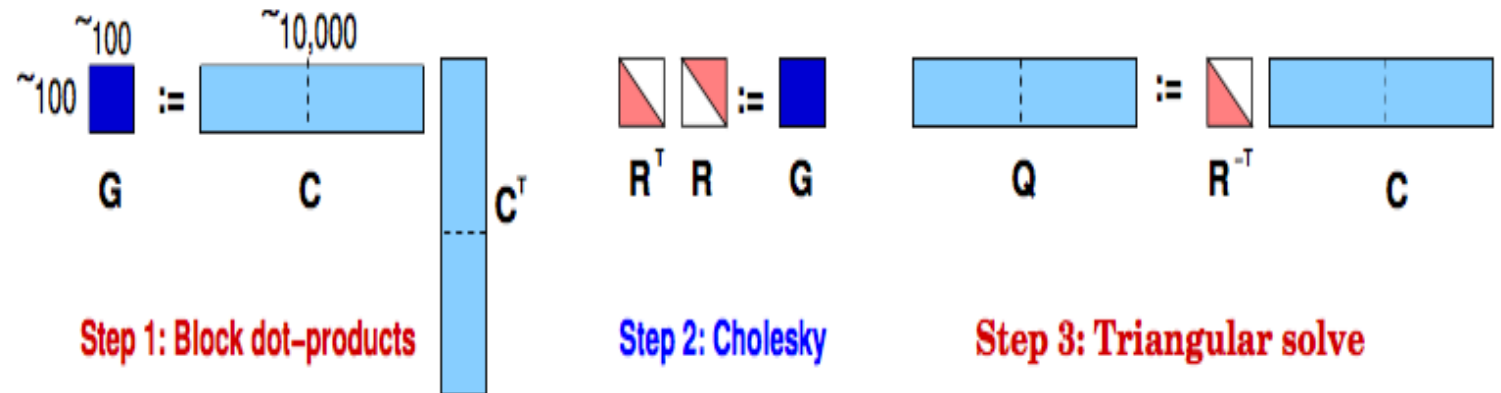 ~100 ~10,000
~100 := := :=
G C C^T R^T R G Q R^-T C
Step 1: Block dot-products Step 2: Cholesky Step 3: Triangular solve